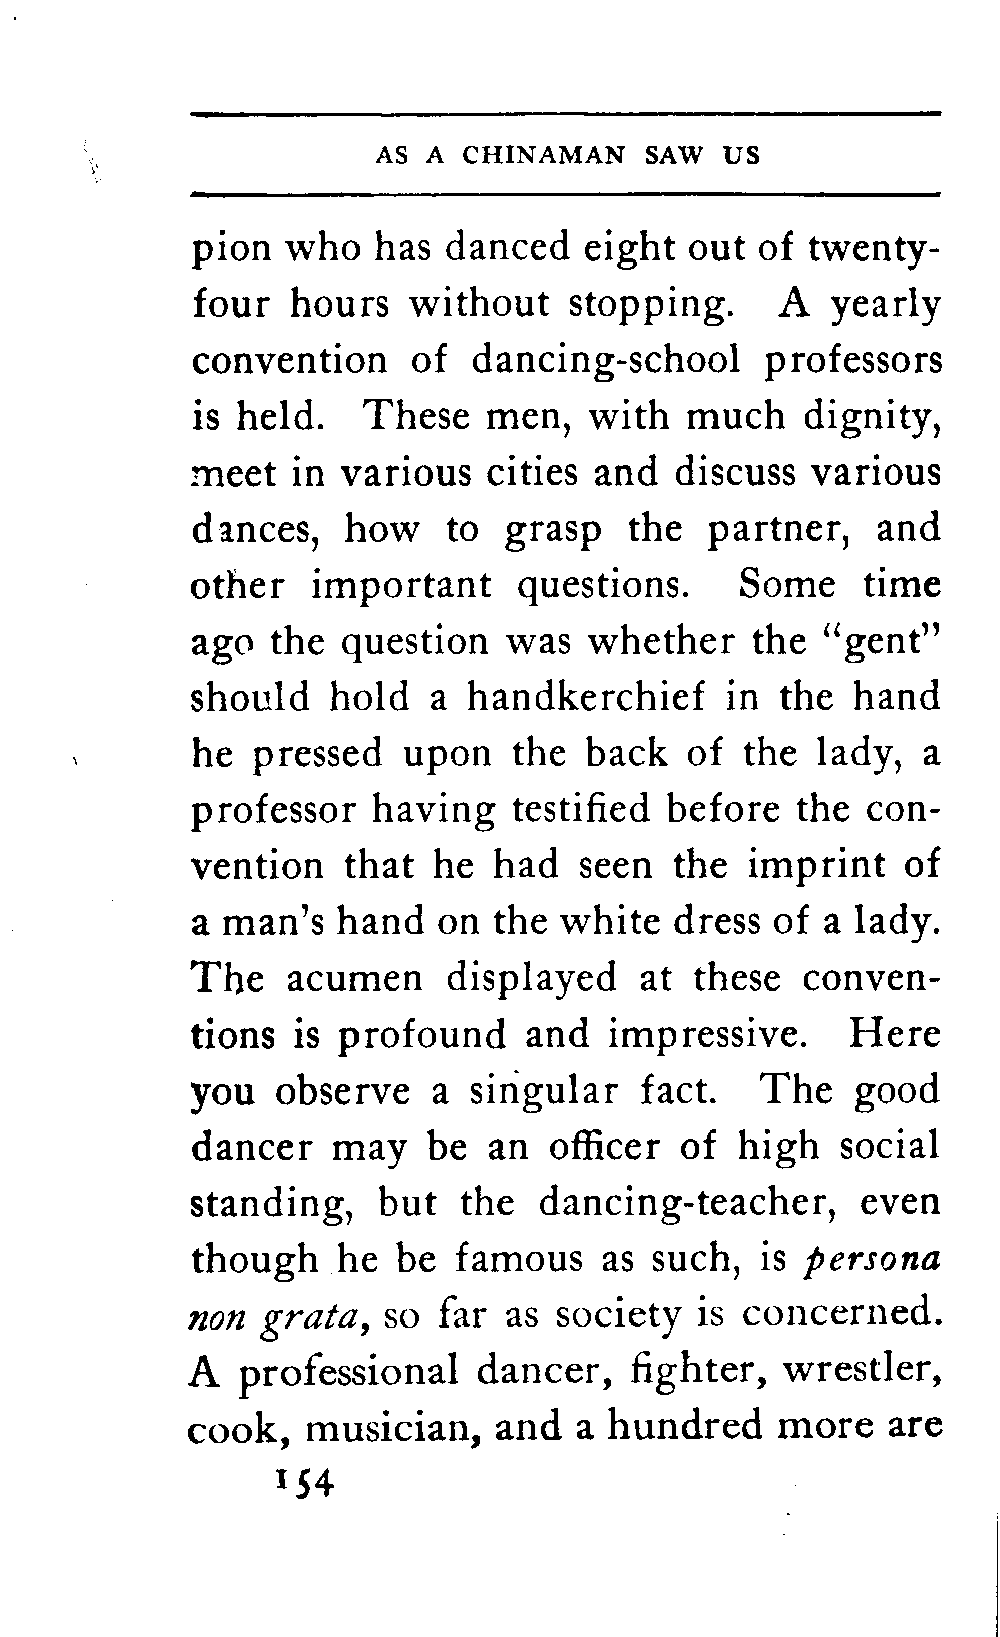 AS A CHINAMAN SAW US
pion who has danced eight out of twenty-
four hours without stopping. A yearly
convention of dancing-school professors
is held. These men, with much dignity,
meet in various cities and discuss various
dances, how to grasp the partner, and
other important questions. Some time
ago the question was whether the "gent"
should hold a handkerchief in the hand
he pressed upon the back of the lady, a
professor having testified before the con-
vention that he had seen the imprint of
a man's hand on the white dress of a lady.
The acumen displayed at these conven-
tions is profound and impressive. Here
you observe a singular fact. The good
dancer may be an officer of high social
standing, but the dancing-teacher, even
though he be famous as such, is persona
non grata, so far as society is concerned.
A professional dancer, fighter, wrestler,
cook, musician, and a hundred more are
154